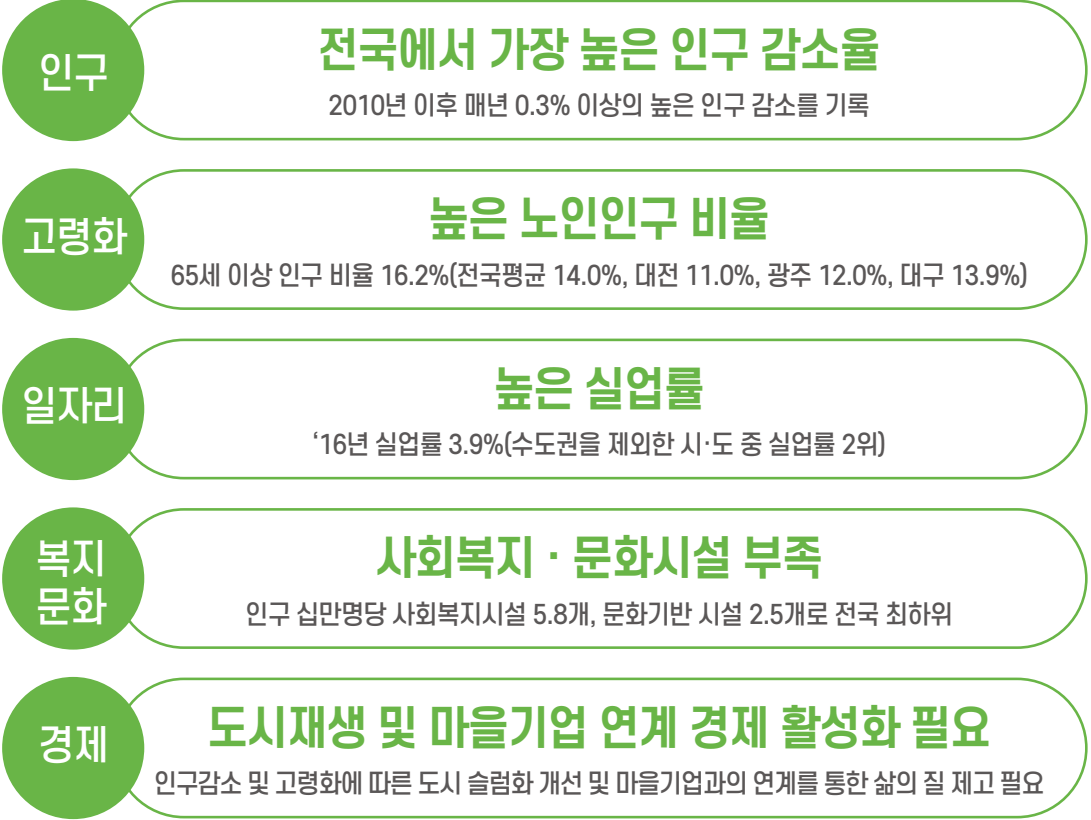 인구
전국에서 가장 높은 인구 감소율
2010년 이후 매년 0.3% 이상의 높은 인구 감소를 기록
고령화
높은 노인인구 비율
65세 이상 인구 비율 16.2%(전국평균 14.0%, 대전 11.0%, 광주 12.0%, 대구 13.9%)
일자리
높은 실업률
‘16년 실업률 3.9%(수도권을 제외한 시·도 중 실업률 2위)
복지
문화
사회복지 · 문화시설 부족
인구 십만명당 사회복지시설 5.8개, 문화기반 시설 2.5개로 전국 최하위
경제
도시재생 및 마을기업 연계 경제 활성화 필요
인구감소 및 고령화에 따른 도시 슬럼화 개선 및 마을기업과의 연계를 통한 삶의 질 제고 필요